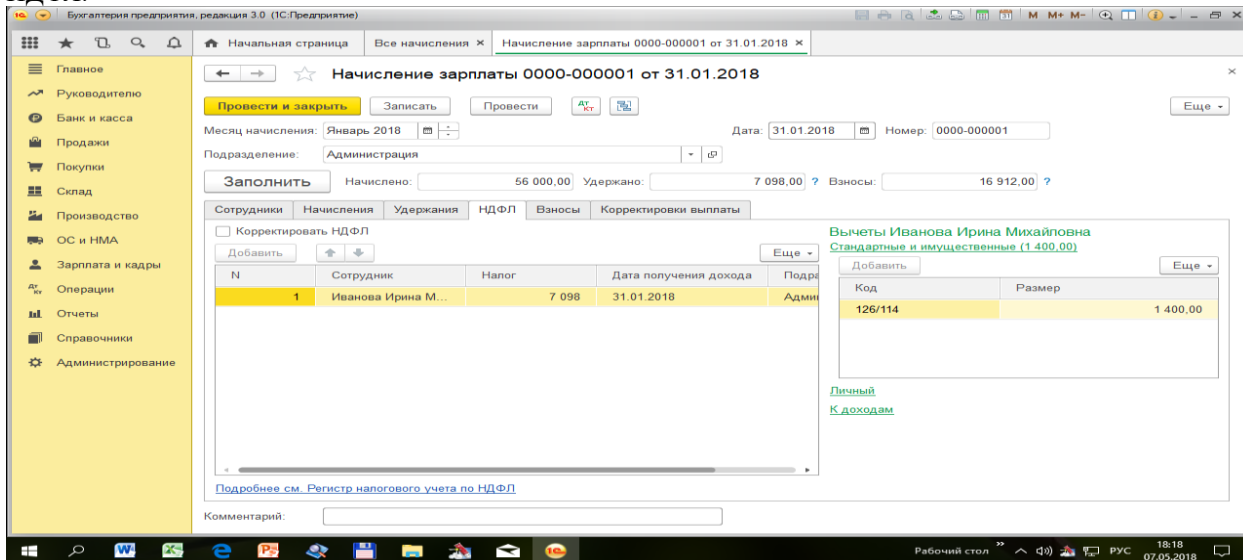 Бухгалтерия предприятия, редакция 3.0 (1С:Предприятие)
M M+ M-
Начальная страница
Все начисления ×
Начисление зарплаты 0000-000001 от 31.01.2018 ×
Главное
Руководителю
Банк и касса
Продажи
Покупки
Склад
Производство
ОС и НМА
Зарплата и кадры
Операции
Отчеты
Справочники
Администрирование
Начисление зарплаты 0000-000001 от 31.01.2018
Провести и закрыть Записать Провести Еще
Месяц начисления: Январь 2018 Дата: 31.01.2018 Номер: 0000-000001
Подразделение: Администрация
Заполнить Начислено: 56 000,00 Удержано: 7 098,00 ? Взносы: 16 912,00 ?
Сотрудники Начисления Удержания НДФЛ Взносы Корректировки выплаты
Корректировать НДФЛ
Добавить Еще
N Сотрудник Налог Дата получения дохода Подра
1 Иванова Ирина М... 7 098 31.01.2018 Админ
Вычеты Иванова Ирина Михайловна
Стандартные и имущественные (1 400,00)
Добавить Еще
Код Размер
126/114 1 400,00
Личный
К доходам
Подробнее см. Регистр налогового учета по НДФЛ
Комментарий:
Рабочий стол » РУС 18:18
07.05.2018